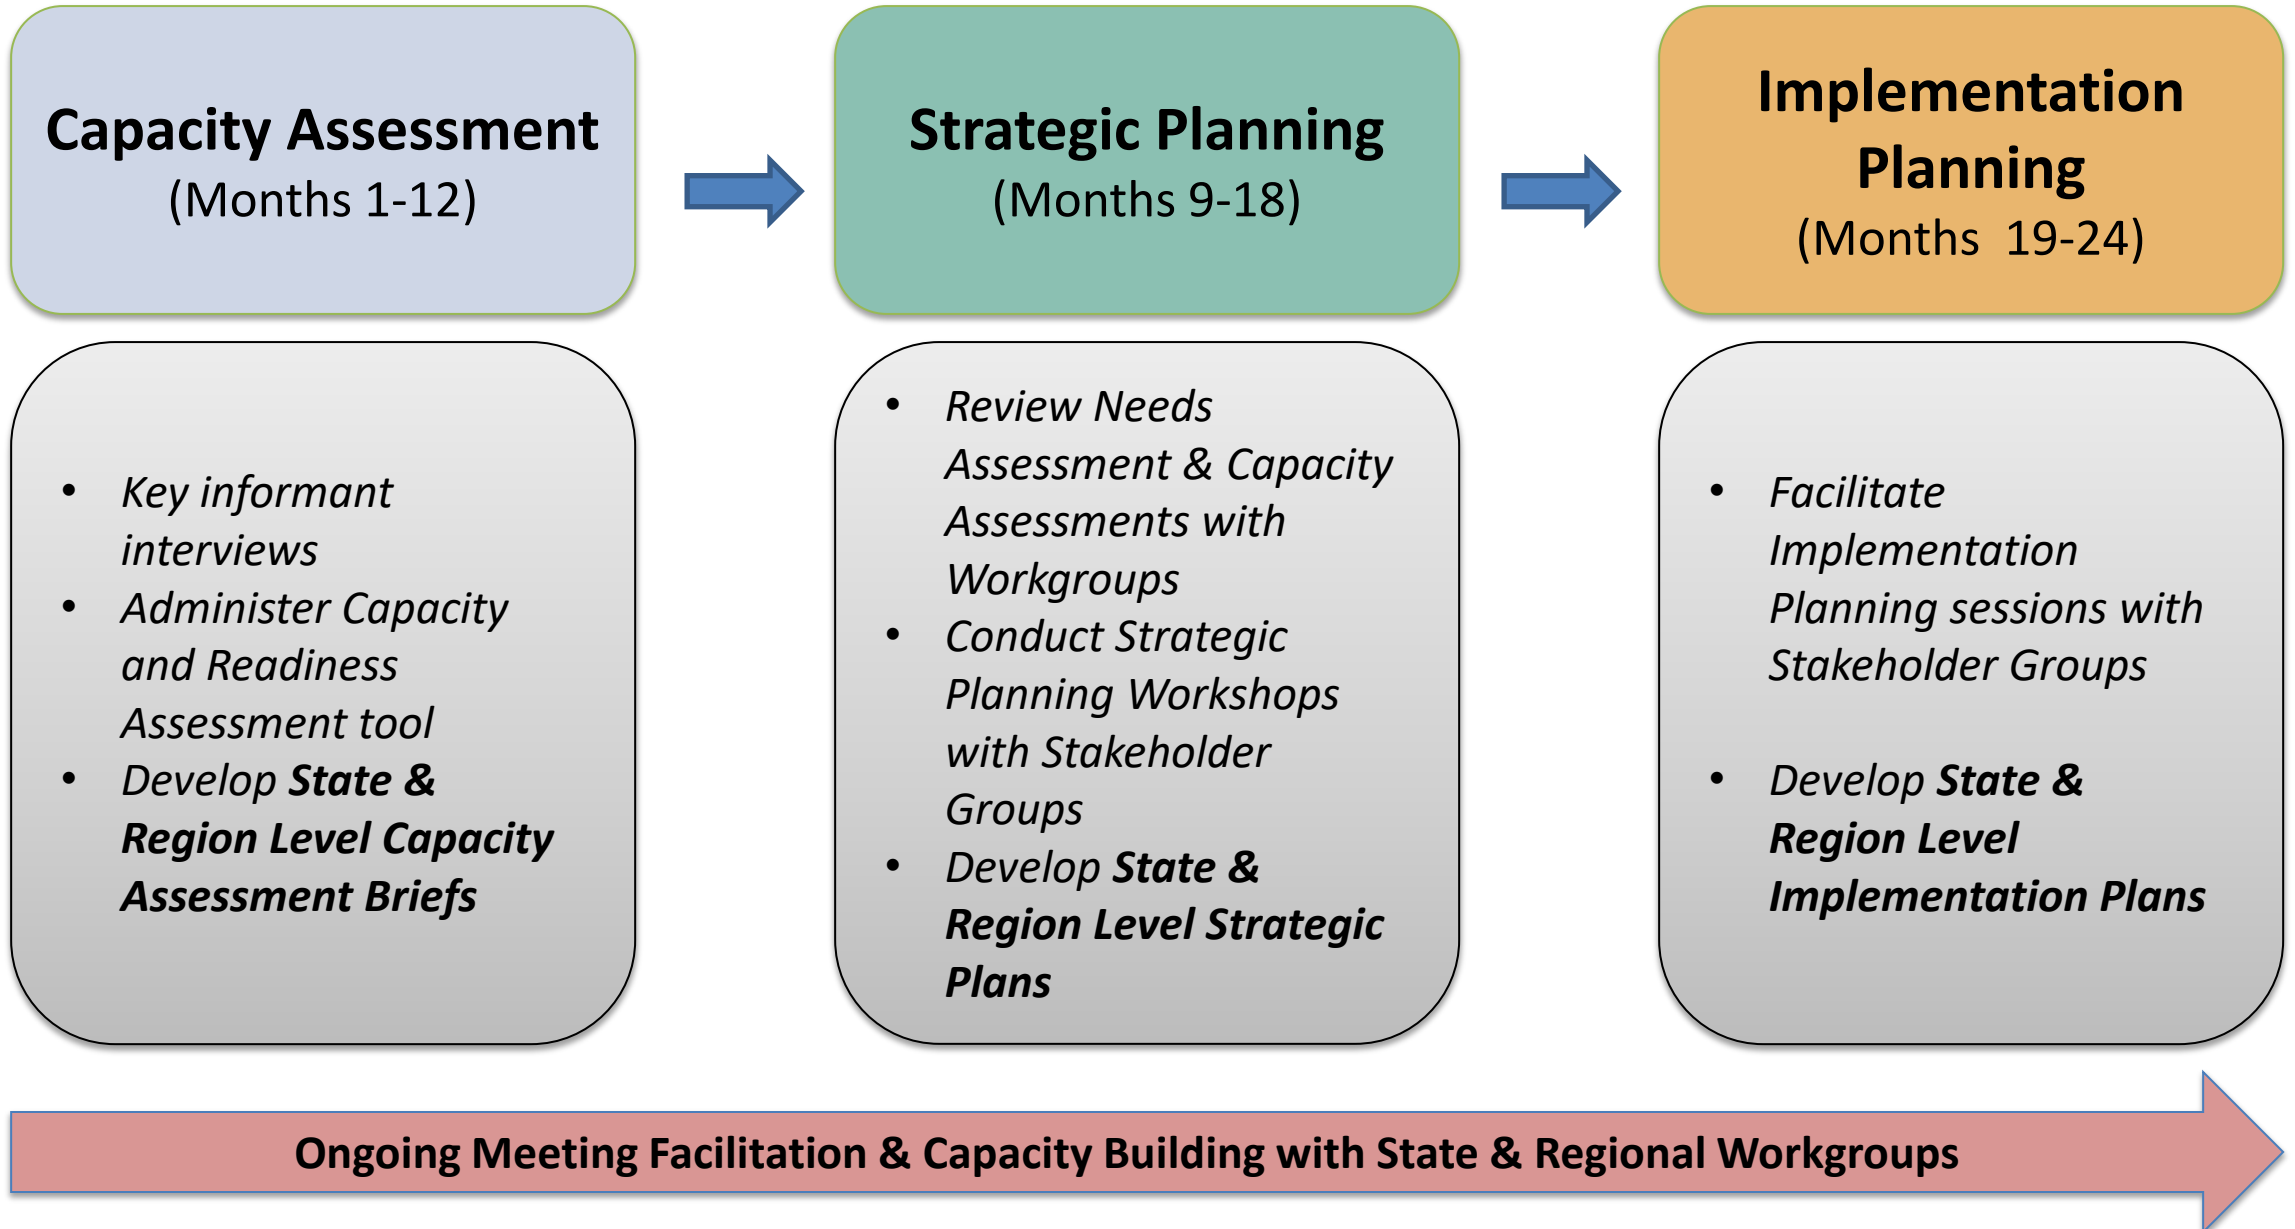 Capacity Assessment
(Months 1-12)
Strategic Planning
(Months 9-18)
Implementation
Planning
(Months  19-24)
• Key informant
interviews
• Administer Capacity
and Readiness
Assessment tool
• Develop State &
Region Level Capacity
Assessment Briefs
• Review Needs
Assessment & Capacity
Assessments with
Workgroups
• Conduct Strategic
Planning Workshops
with Stakeholder
Groups
• Develop State &
Region Level Strategic
Plans
• Facilitate
Implementation
Planning sessions with
Stakeholder Groups
• Develop State &
Region Level
Implementation Plans
Ongoing Meeting Facilitation & Capacity Building with State & Regional Workgroups